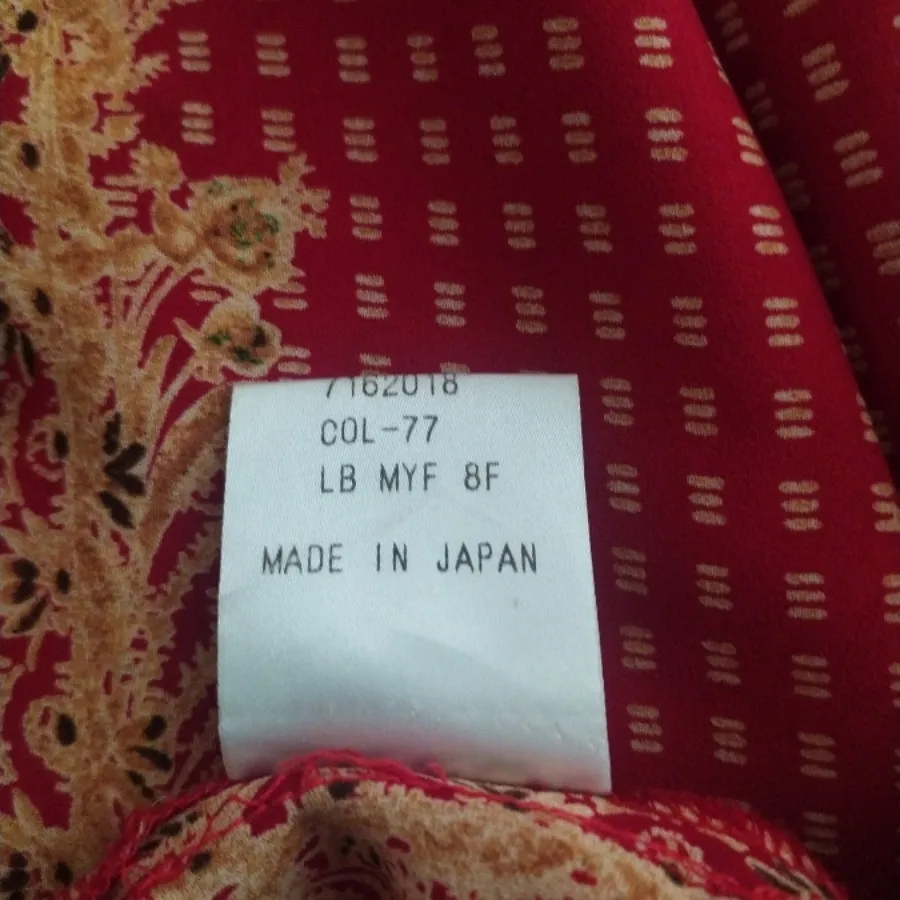 7162018
COL-77
LB MYF 8F
MADE IN JAPAN